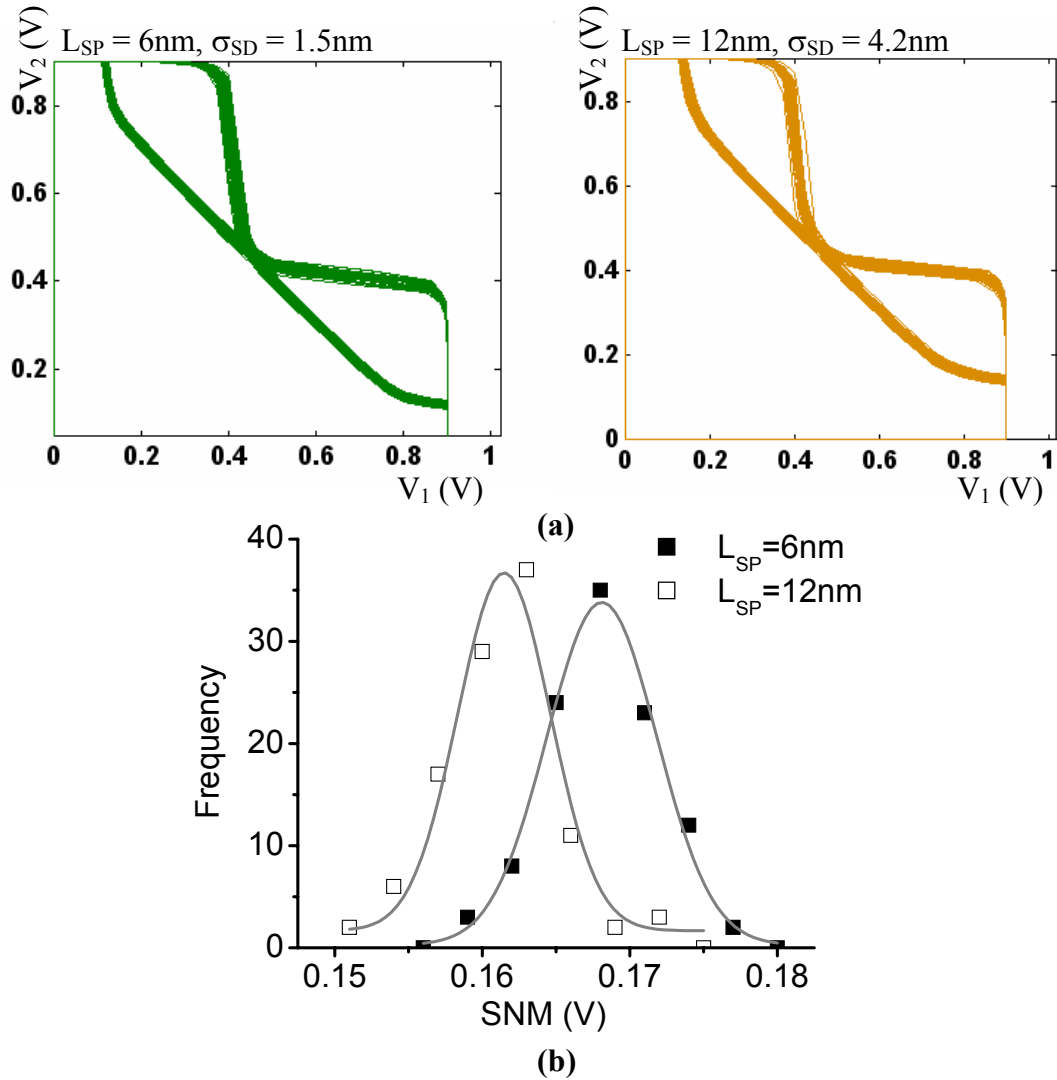 L_SP = 6nm, σ_SD = 1.5nm
V_2 (V)
0.8
0.6
0.4
0.2
0.0 0.2 0.4 0.6 0.8 1
V_1 (V)
L_SP = 12nm, σ_SD = 4.2nm
V_2 (V)
0.8
0.6
0.4
0.2
0
0 0.2 0.4 0.6 0.8 1
V_1 (V)
(a)
L_SP=6nm
L_SP=12nm
Frequency
40
30
20
10
0
0.15 0.16 0.17 0.18
SNM (V)
(b)